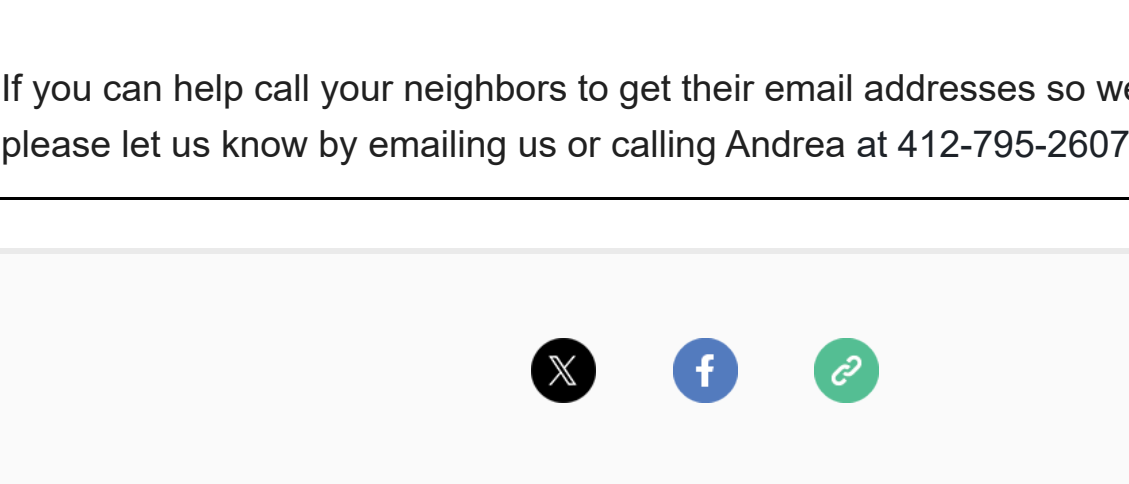 If you can help call your neighbors to get their email addresses so we
please let us know by emailing us or calling Andrea at 412-795-2607